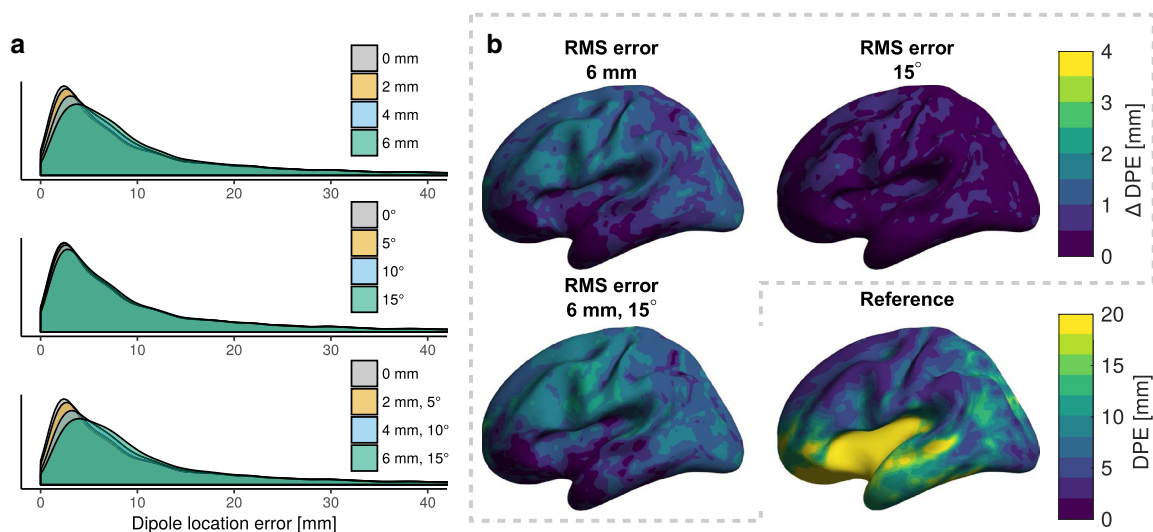 a
0 mm
2 mm
4 mm
6 mm
0 10 20 30 40
0°
5°
10°
15°
0 10 20 30 40
0 mm
2 mm, 5°
4 mm, 10°
6 mm, 15°
0 10 20 30 40
Dipole location error [mm]
b
RMS error
6 mm
RMS error
15°
4
3
2
1
0
Δ DPE [mm]
RMS error
6 mm, 15°
Reference
20
15
10
5
0
DPE [mm]